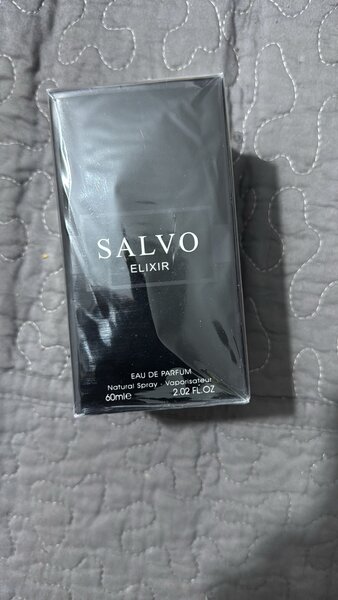 SALVO
ELIXIR
EAU DE PARFUM
Natural Spray . Vaporisateur
60ml℮ 2.02 FL.OZ